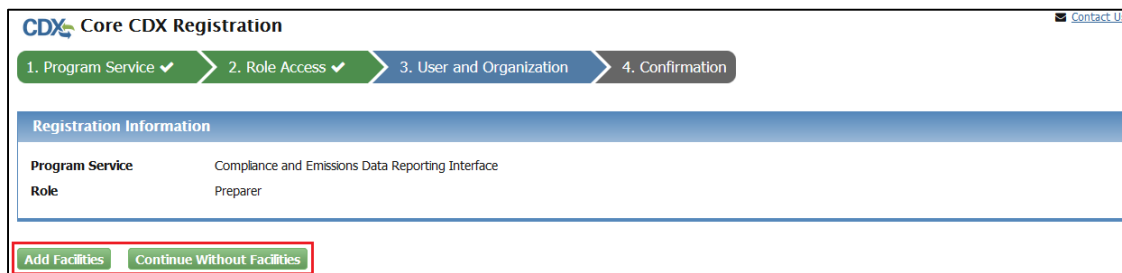 CDX Core CDX Registration
Contact U
1. Program Service ✔ 2. Role Access ✔ 3. User and Organization 4. Confirmation
Registration Information
Program Service Compliance and Emissions Data Reporting Interface
Role Preparer
Add Facilities Continue Without Facilities